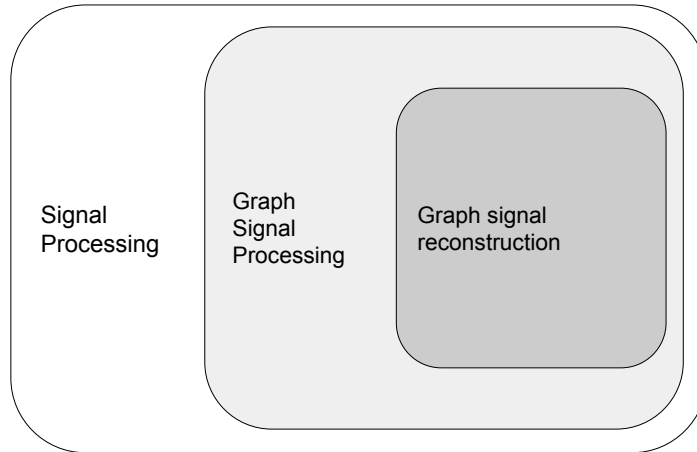 Signal
Processing
Graph
Signal
Processing
Graph signal
reconstruction